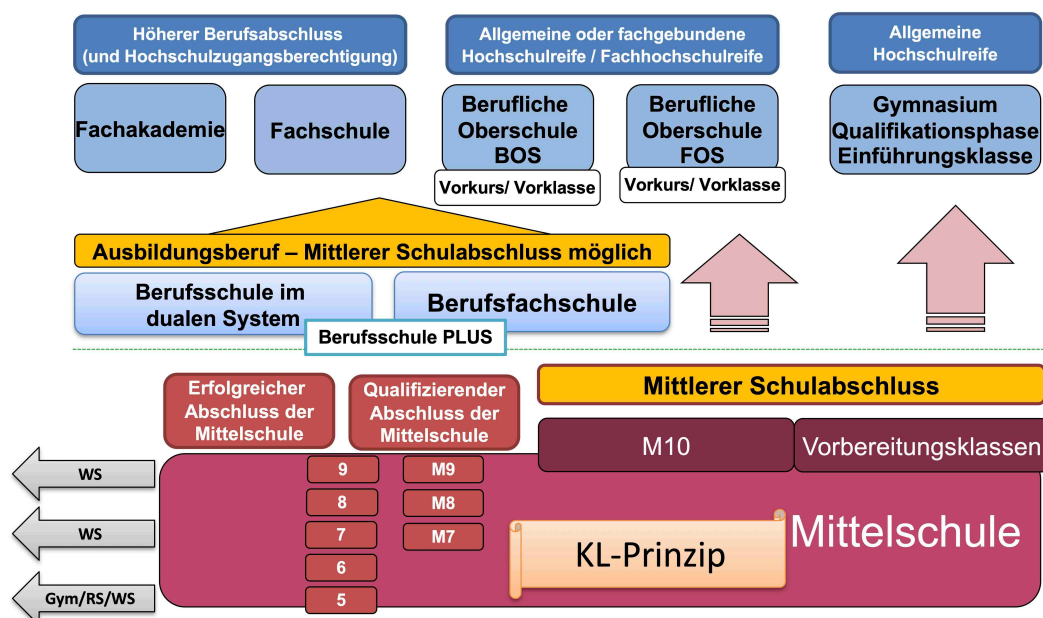 Höherer Berufsabschluss
(und Hochschulzugangsberechtigung)
Allgemeine oder fachgebundene
Hochschulreife / Fachhochschulreife
Allgemeine
Hochschulreife
Fachakademie
Fachschule
Berufliche
Oberschule
BOS
Vorkurs/ Vorklasse
Berufliche
Oberschule
FOS
Vorkurs/ Vorklasse
Gymnasium
Qualifikationsphase
Einführungsklasse
Ausbildungsberuf – Mittlerer Schulabschluss möglich
Berufsschule im
dualen System
Berufsfachschule
Berufsschule PLUS
Erfolgreicher
Abschluss der
Mittelschule
Qualifizierender
Abschluss der
Mittelschule
Mittlerer Schulabschluss
M10
Vorbereitungsklassen
WS
9
M9
8
M8
WS
7
M7
KL-Prinzip
Mittelschule
6
Gym/RS/WS
5